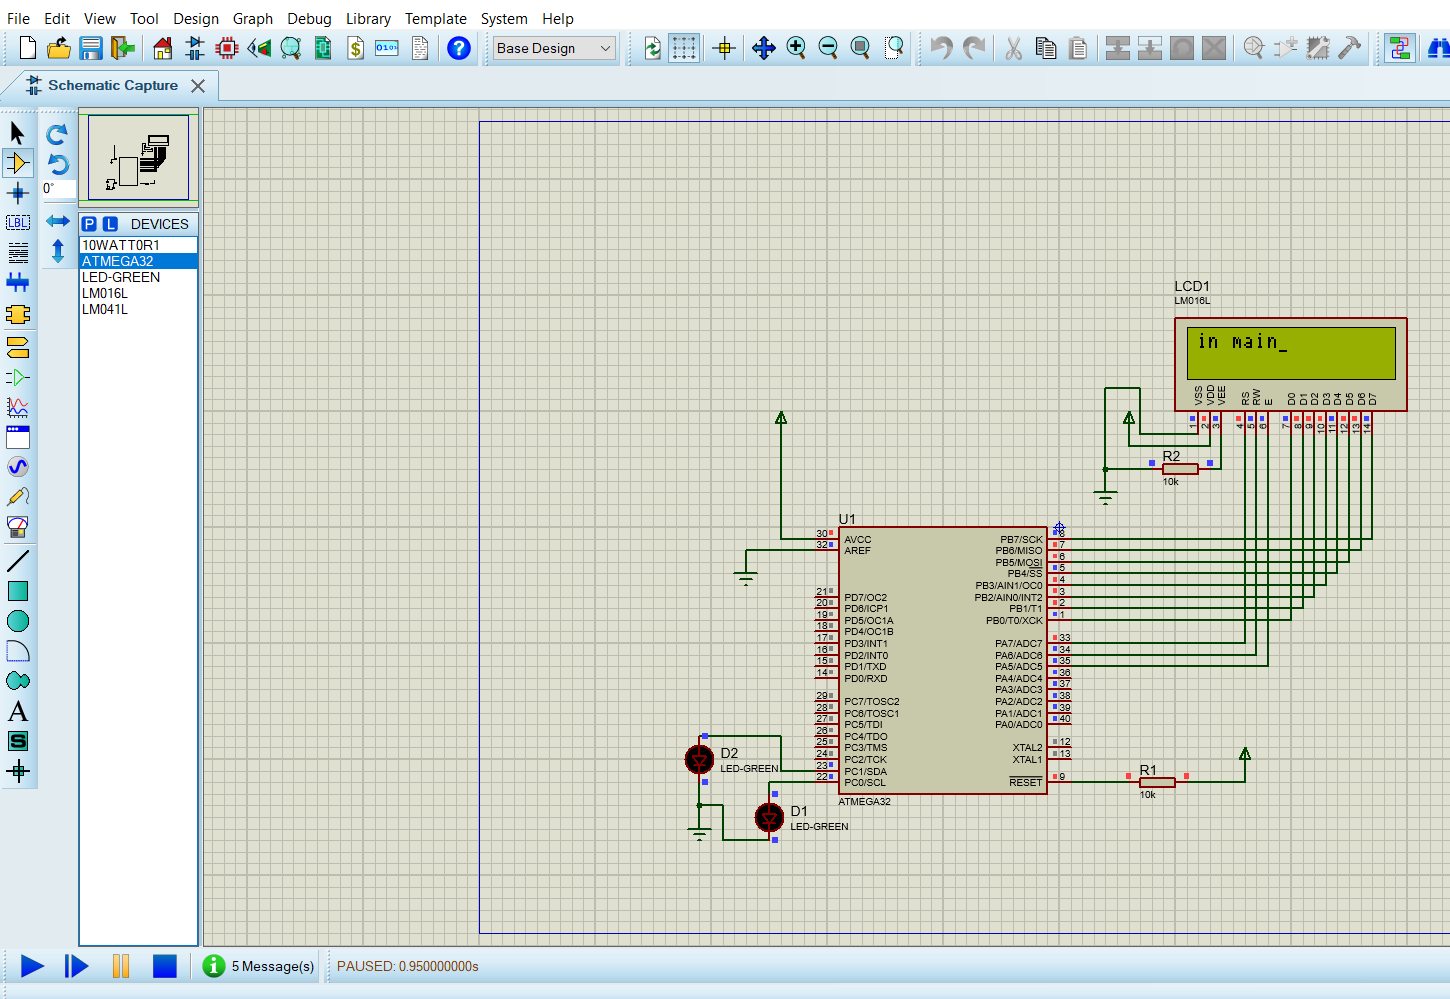 File Edit View Tool Design Graph Debug Library Template System Help
Base Design
Schematic Capture
0°
LBL
P L DEVICES
10WATT0R1
ATMEGA32
LED-GREEN
LM016L
LM041L
LCD1
LM016L
in main_
VSS VDD VEE RS RW E D0 D1 D2 D3 D4 D5 D6 D7
1 2 3 4 5 6 7 8 9 10 11 12 13 14
R2
10k
U1
30 AVCC
32 AREF
21 PD7/OC2
20 PD6/ICP1
19 PD5/OC1A
18 PD4/OC1B
17 PD3/INT1
16 PD2/INT0
15 PD1/TXD
14 PD0/RXD
29 PC7/TOSC2
28 PC6/TOSC1
27 PC5/TDI
26 PC4/TDO
25 PC3/TMS
24 PC2/TCK
23 PC1/SDA
22 PC0/SCL
PB7/SCK 8
PB6/MISO 7
PB5/MOSI 6
PB4/SS 5
PB3/AIN1/OC0 4
PB2/AIN0/INT2 3
PB1/T1 2
PB0/T0/XCK 1
PA7/ADC7 33
PA6/ADC6 34
PA5/ADC5 35
PA4/ADC4 36
PA3/ADC3 37
PA2/ADC2 38
PA1/ADC1 39
PA0/ADC0 40
XTAL2 12
XTAL1 13
RESET 9
ATMEGA32
R1
10k
D2
LED-GREEN
D1
LED-GREEN
5 Message(s)
PAUSED: 0.950000000s